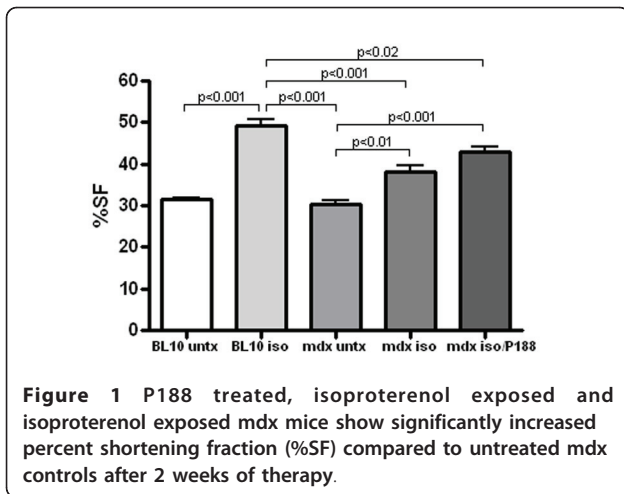 p<0.02
p<0.001
p<0.001 p<0.001 p<0.001
p<0.01
%SF
60
50
40
30
20
10
0
BL10 untx BL10 iso mdx untx mdx iso mdx iso/P188
Figure 1 P188 treated, isoproterenol exposed and
isoproterenol exposed mdx mice show significantly increased
percent shortening fraction (%SF) compared to untreated mdx
controls after 2 weeks of therapy.